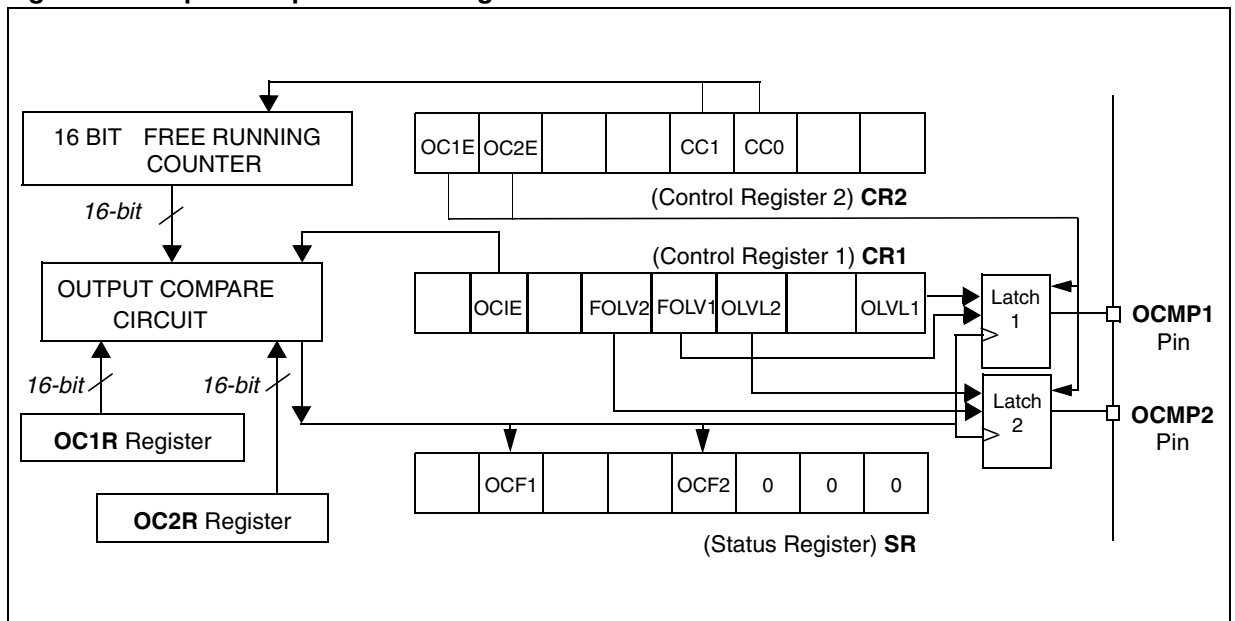 16 BIT FREE RUNNING
COUNTER
OC1E OC2E CC1 CC0
(Control Register 2) CR2
16-bit
(Control Register 1) CR1
OUTPUT COMPARE
CIRCUIT
OCIE FOLV2 FOLV1 OLVL2 OLVL1
Latch
1
OCMP1
Pin
16-bit 16-bit
Latch
2
OCMP2
Pin
OC1R Register
OCF1 OCF2 0 0 0
OC2R Register
(Status Register) SR